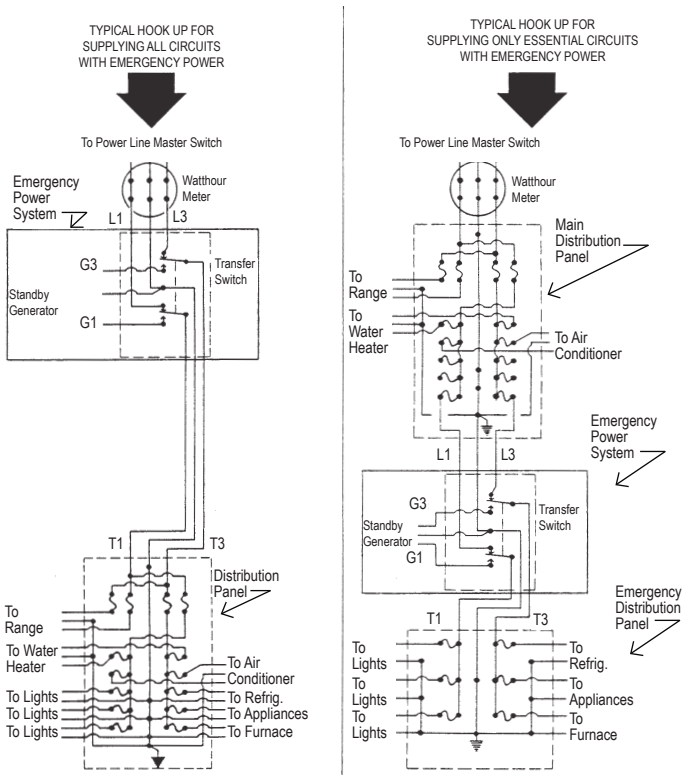 TYPICAL HOOK UP FOR
SUPPLYING ALL CIRCUITS
WITH EMERGENCY POWER
To Power Line Master Switch
Watthour
Meter
Emergency
Power
System
L1
L3
G3
Transfer
Switch
Standby
Generator
G1
T1
T3
Distribution
Panel
To
Range
To Water
Heater
To Lights
To Lights
To Lights
To Air
Conditioner
To Refrig.
To Appliances
To Furnace
TYPICAL HOOK UP FOR
SUPPLYING ONLY ESSENTIAL CIRCUITS
WITH EMERGENCY POWER
To Power Line Master Switch
Watthour
Meter
Main
Distribution
Panel
To
Range
To
Water
Heater
To Air
Conditioner
L1
L3
Emergency
Power
System
G3
Transfer
Switch
Standby
Generator
G1
Emergency
Distribution
Panel
T1
T3
To
Lights
To
Lights
To
Lights
To
Refrig.
To
Appliances
To
Furnace